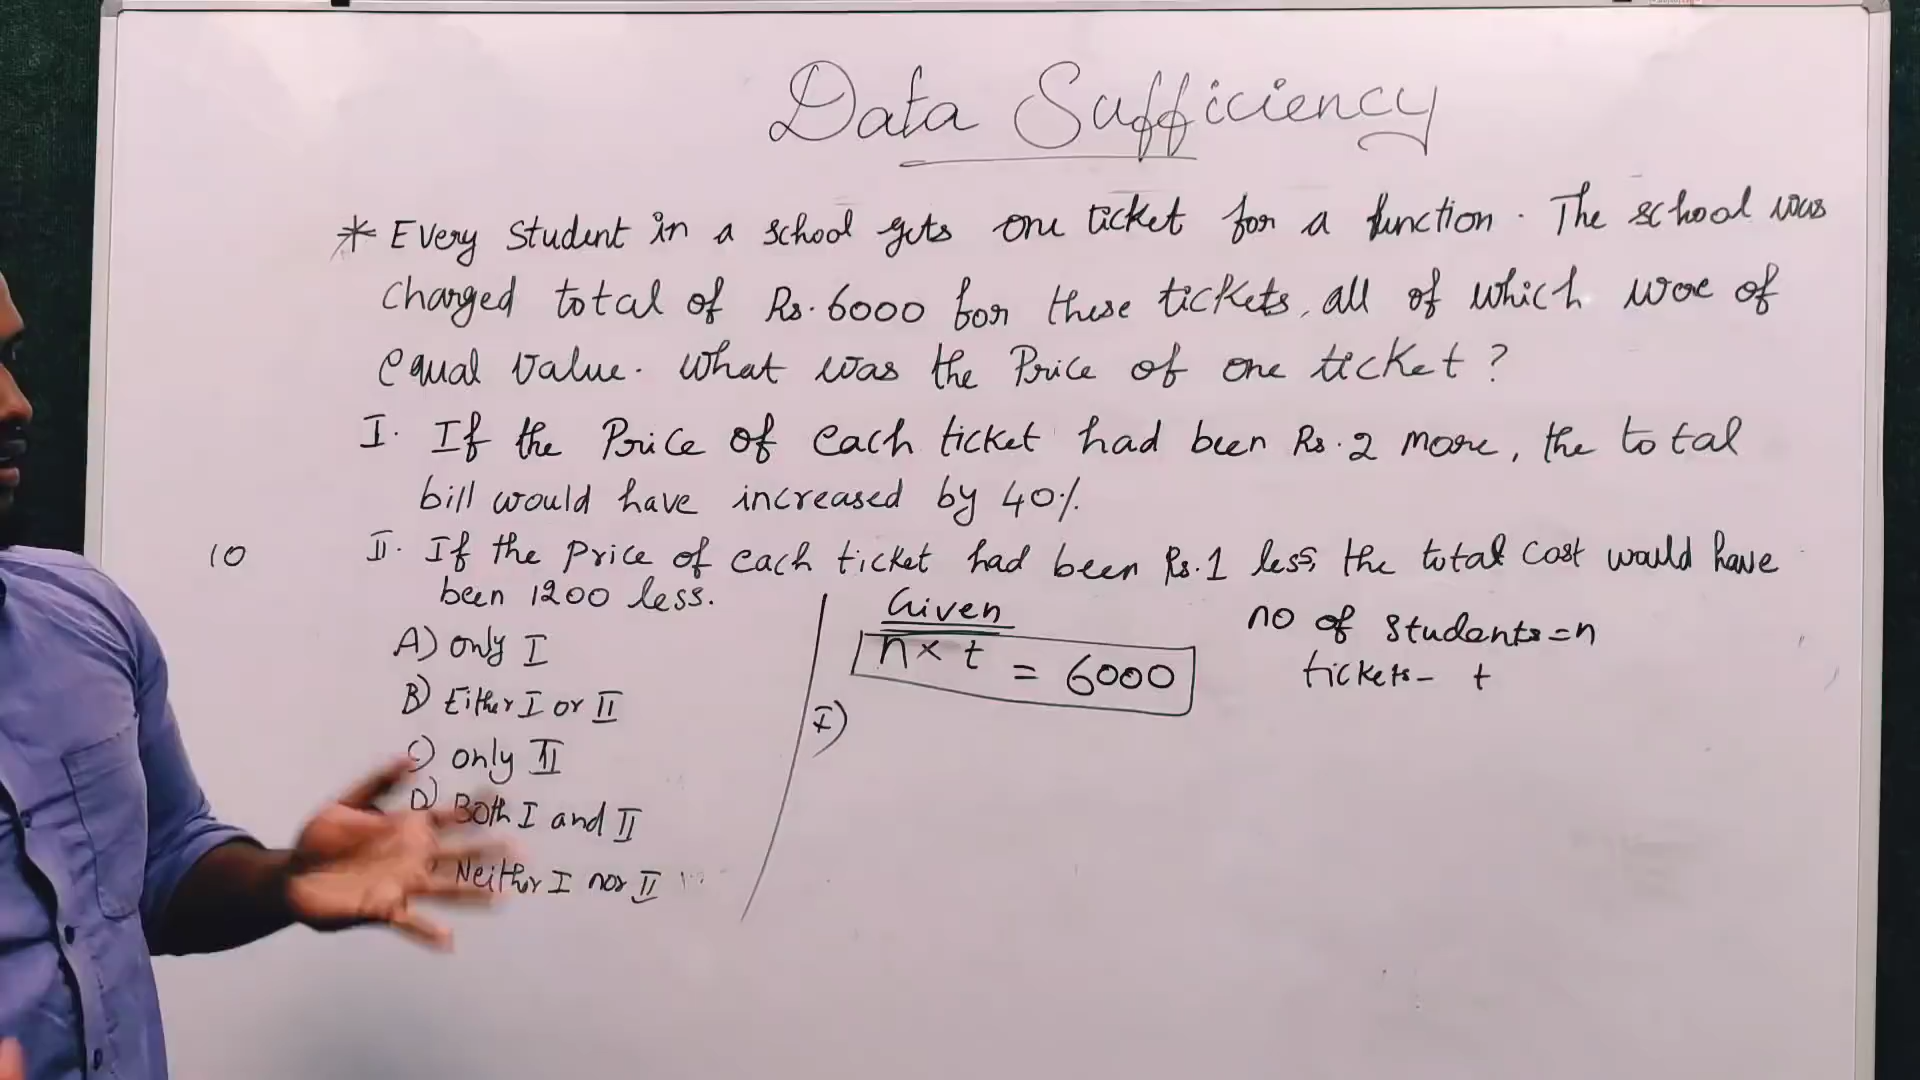 Data Sufficiency
* Every student in a school gets one ticket for a function. The school was
charged total of Rs. 6000 for these tickets, all of which were of
equal value. What was the Price of one ticket?
I. If the Price of each ticket had been Rs. 2 more, the total
bill would have increased by 40%.
10
II. If the price of each ticket had been Rs. 1 less, the total cost would have
been 1200 less.
A) only I
B) Either I or II
C) only II
D) Both I and II
Neither I nor II
Given
n × t = 6000
no of students = n
tickets - t
I)